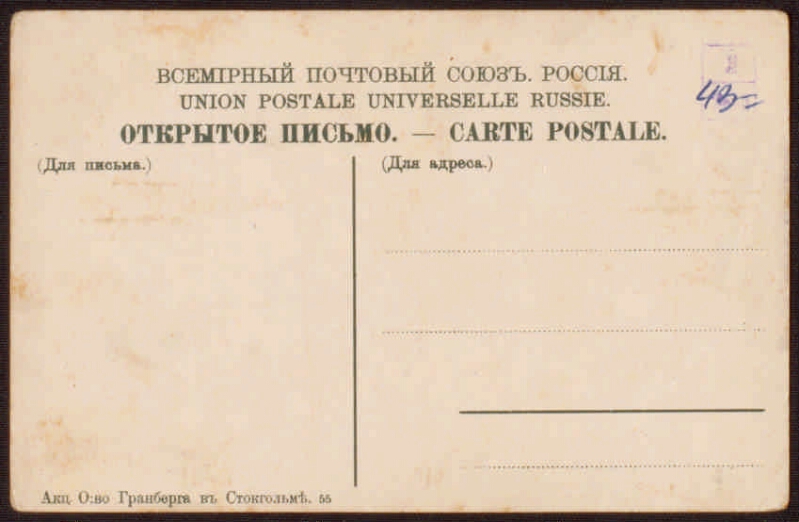 ВСЕМІРНЫЙ ПОЧТОВЫЙ СОЮЗЪ. РОССІЯ.
UNION POSTALE UNIVERSELLE RUSSIE.
ОТКРЫТОЕ ПИСЬМО. — CARTE POSTALE.
(Для письма.)
(Для адреса.)
Акц. О:во Гранберга въ Стокгольмѣ. 55